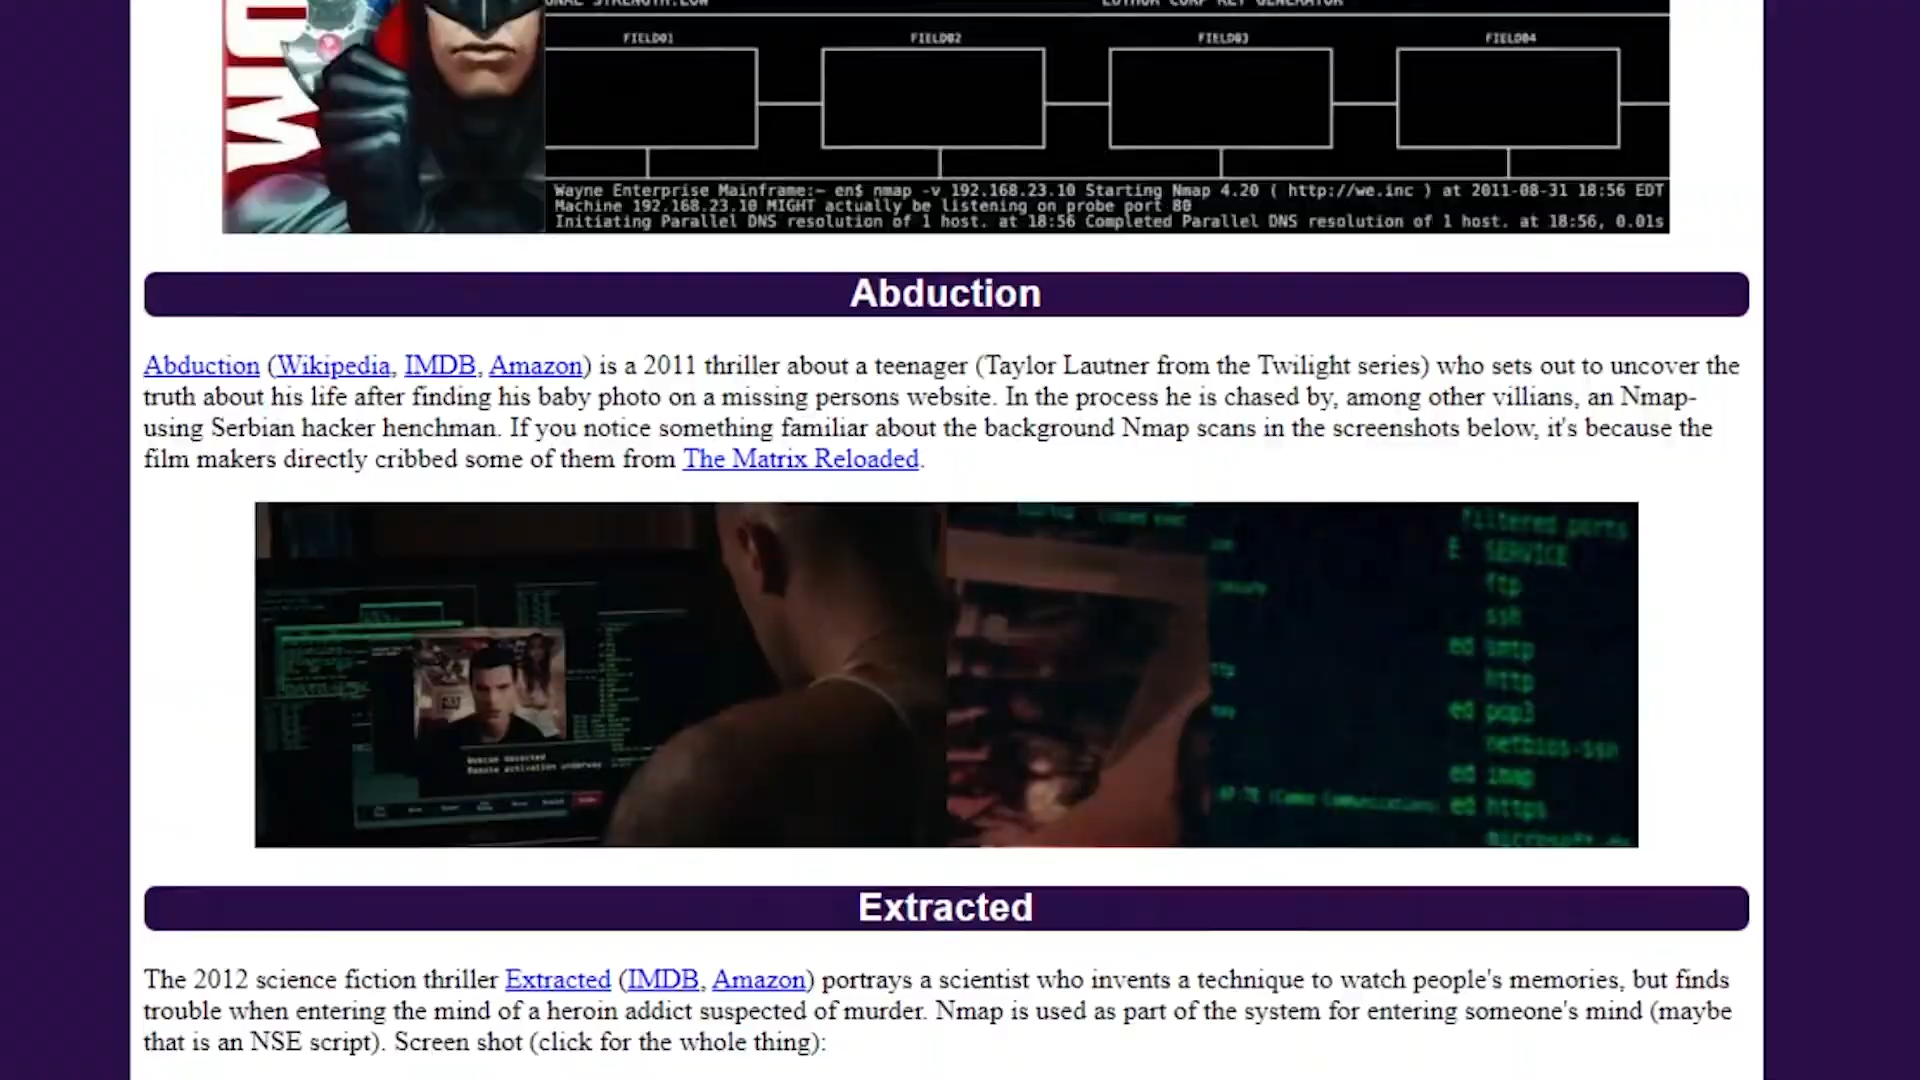 FIELD01 FIELD02 FIELD03 FIELD04
Wayne Enterprise Mainframe:~ en$ nmap -v 192.168.23.10 Starting Nmap 4.20 ( http://we.inc ) at 2011-08-31 18:56 EDT
Machine 192.168.23.10 MIGHT actually be listening on probe port 80
Initiating Parallel DNS resolution of 1 host. at 18:56 Completed Parallel DNS resolution of 1 host. at 18:56, 0.01s
Abduction
Abduction (Wikipedia, IMDB, Amazon) is a 2011 thriller about a teenager (Taylor Lautner from the Twilight series) who sets out to uncover the
truth about his life after finding his baby photo on a missing persons website. In the process he is chased by, among other villians, an Nmap-
using Serbian hacker henchman. If you notice something familiar about the background Nmap scans in the screenshots below, it's because the
film makers directly cribbed some of them from The Matrix Reloaded.
filtered ports
E SERVICE
ftp
ssh
ed smtp
http
ed pop3
netbios-ssn
ed imap
ed https
Extracted
The 2012 science fiction thriller Extracted (IMDB, Amazon) portrays a scientist who invents a technique to watch people's memories, but finds
trouble when entering the mind of a heroin addict suspected of murder. Nmap is used as part of the system for entering someone's mind (maybe
that is an NSE script). Screen shot (click for the whole thing):